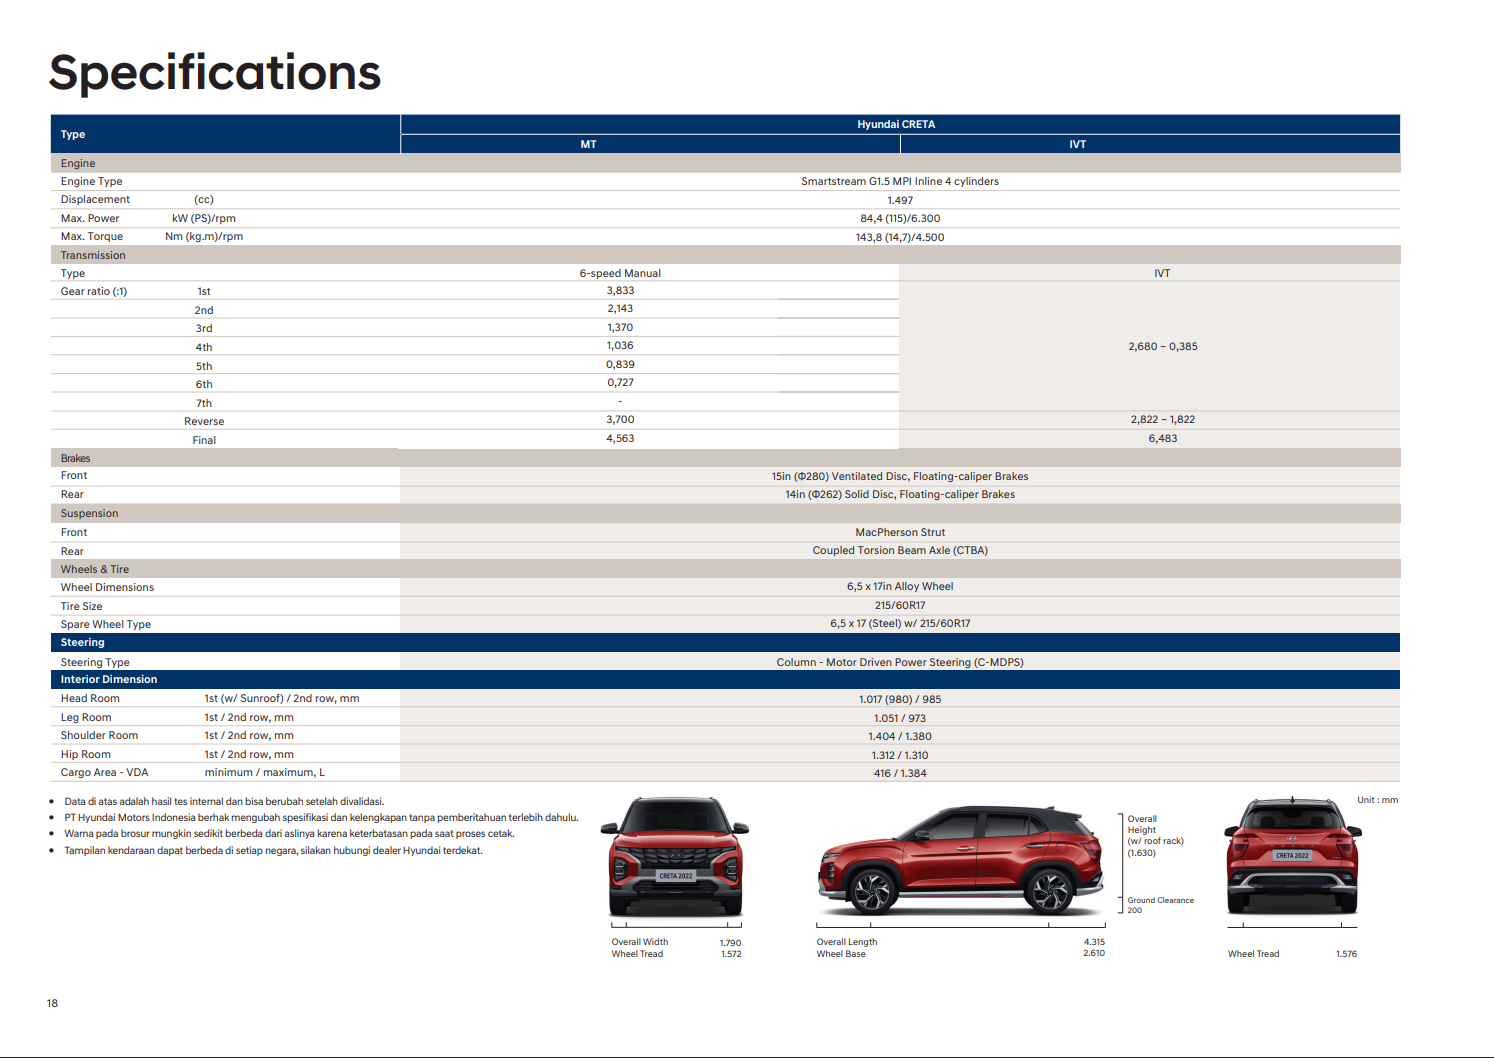 Specifications
Type
Hyundai CRETA
MT IVT
Engine
Engine Type Smartstream G1.5 MPI Inline 4 cylinders
Displacement (cc) 1.497
Max. Power kW (PS)/rpm 84,4 (115)/6.300
Max. Torque Nm (kg.m)/rpm 143,8 (14,7)/4.500
Transmission
Type 6-speed Manual IVT
Gear ratio (:1) 1st 3,833
2nd 2,143
3rd 1,370
4th 1,036 2,680 ~ 0,385
5th 0,839
6th 0,727
7th -
Reverse 3,700 2,822 ~ 1,822
Final 4,563 6,483
Brakes
Front 15in (Φ280) Ventilated Disc, Floating-caliper Brakes
Rear 14in (Φ262) Solid Disc, Floating-caliper Brakes
Suspension
Front MacPherson Strut
Rear Coupled Torsion Beam Axle (CTBA)
Wheels & Tire
Wheel Dimensions 6,5 x 17in Alloy Wheel
Tire Size 215/60R17
Spare Wheel Type 6,5 x 17 (Steel) w/ 215/60R17
Steering
Steering Type Column - Motor Driven Power Steering (C-MDPS)
Interior Dimension
Head Room 1st (w/ Sunroof) / 2nd row, mm 1.017 (980) / 985
Leg Room 1st / 2nd row, mm 1.051 / 973
Shoulder Room 1st / 2nd row, mm 1.404 / 1.380
Hip Room 1st / 2nd row, mm 1.312 / 1.310
Cargo Area - VDA minimum / maximum, L 416 / 1.384
• Data di atas adalah hasil tes internal dan bisa berubah setelah divalidasi.
• PT Hyundai Motors Indonesia berhak mengubah spesifikasi dan kelengkapan tanpa pemberitahuan terlebih dahulu.
• Warna pada brosur mungkin sedikit berbeda dari aslinya karena keterbatasan pada saat proses cetak.
• Tampilan kendaraan dapat berbeda di setiap negara, silakan hubungi dealer Hyundai terdekat.
CRETA 2022
Overall Width 1.790
Wheel Tread 1.572
Overall
Height
(w/ roof rack)
(1.630)
Ground Clearance
200
Overall Length 4.315
Wheel Base 2.610
Unit : mm
CRETA 2022
Wheel Tread 1.576
18